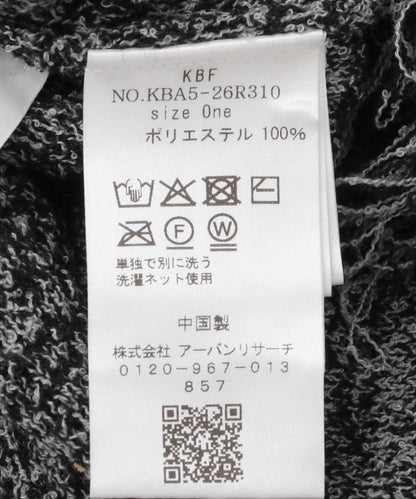 KBF
NO.KBA5-26R310
size One
ポリエステル 100%
F W
単独で別に洗う
洗濯ネット使用
中国製
株式会社 アーバンリサーチ
0120-967-013
857